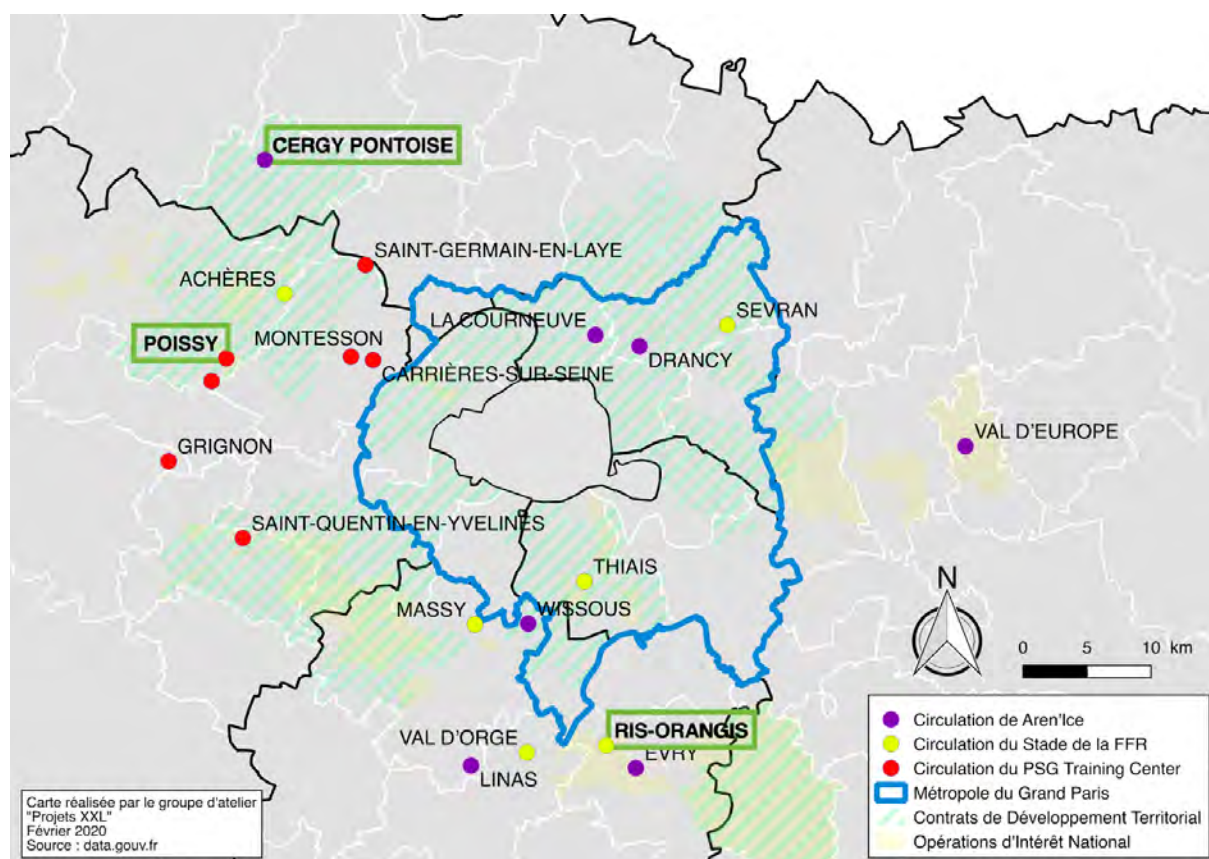 CERGY PONTOISE
SAINT-GERMAIN-EN-LAYE
ACHÈRES
SEVRAN
LA COURNEUVE
POISSY
MONTESSON
DRANCY
CARRIÈRES-SUR-SEINE
VAL D'EUROPE
GRIGNON
SAINT-QUENTIN-EN-YVELINES
THIAIS
MASSY
WISSOUS
N
0 5 10 km
VAL D'ORGE
RIS-ORANGIS
EVRY
LINAS
Circulation de Aren'Ice
Circulation du Stade de la FFR
Circulation du PSG Training Center
Métropole du Grand Paris
Contrats de Développement Territorial
Opérations d'Intérêt National
Carte réalisée par le groupe d'atelier
"Projets XXL"
Février 2020
Source : data.gouv.fr